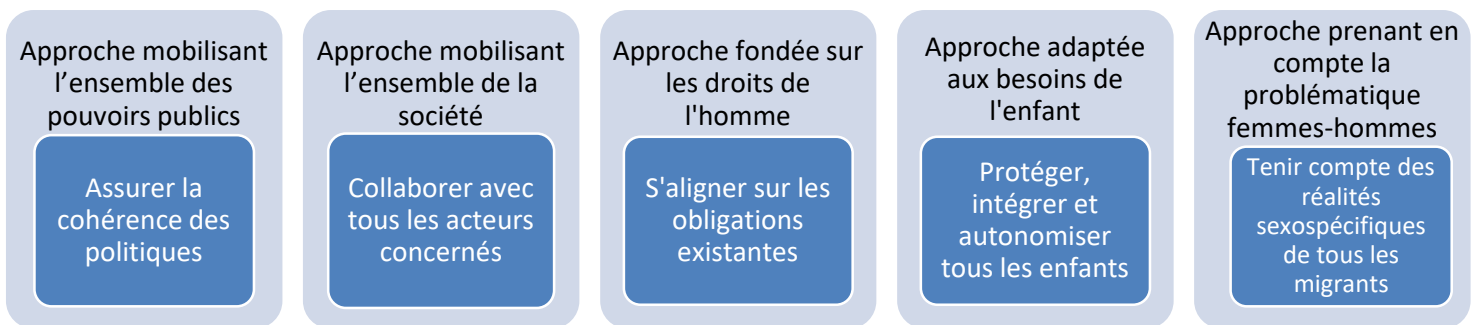 Approche mobilisant
l’ensemble des
pouvoirs publics
Assurer la
cohérence des
politiques
Approche mobilisant
l’ensemble de la
société
Collaborer avec
tous les acteurs
concernés
Approche fondée sur
les droits de
l'homme
S'aligner sur les
obligations
existantes
Approche adaptée
aux besoins de
l'enfant
Protéger,
intégrer et
autonomiser
tous les enfants
Approche prenant en
compte la
problématique
femmes-hommes
Tenir compte des
réalités
sexospécifiques
de tous les
migrants